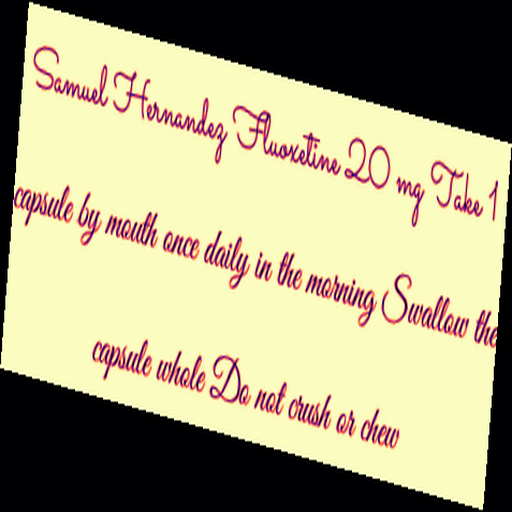 Samuel Hernandez Fluoxetine 20 mg Take 1
capsule by mouth once daily in the morning Swallow the
capsule whole Do not crush or chew